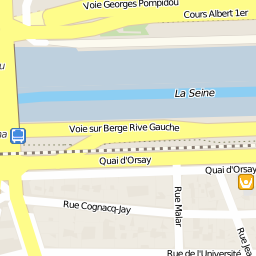 Voie Georges Pompidou
Cours Albert 1er
La Seine
Voie sur Berge Rive Gauche
Quai d'Orsay
Quai d'Orsay
Rue Malar
Rue Cognacq-Jay
Rue de l'Université